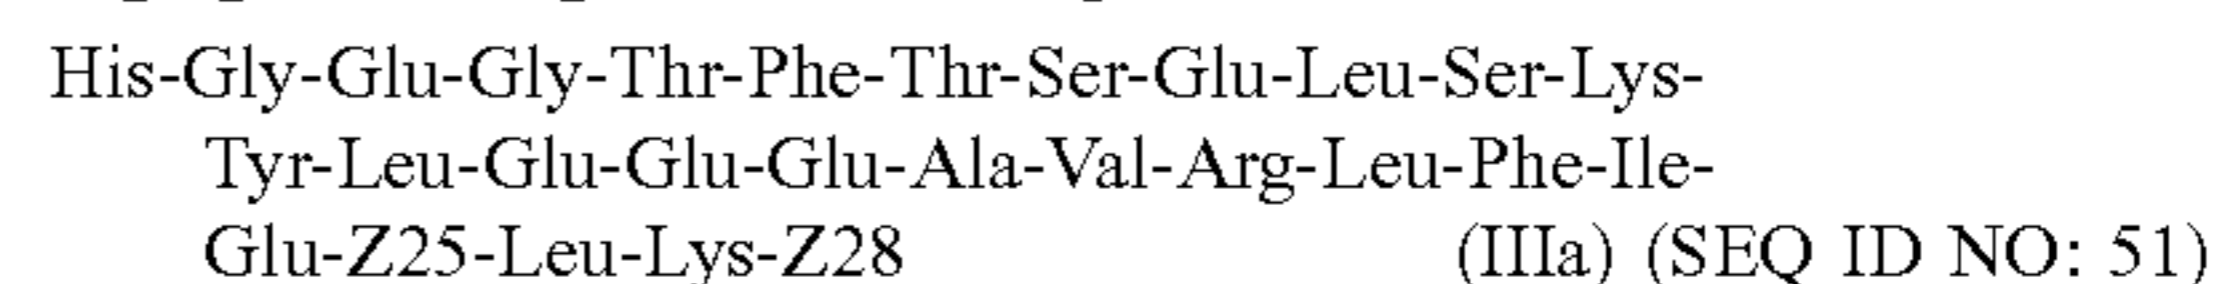 His-Gly-Glu-Gly-Thr-Phe-Thr-Ser-Glu-Leu-Ser-Lys-
Tyr-Leu-Glu-Glu-Glu-Ala-Val-Arg-Leu-Phe-Ile-
Glu-Z25-Leu-Lys-Z28 (IIIa) (SEQ ID NO: 51)